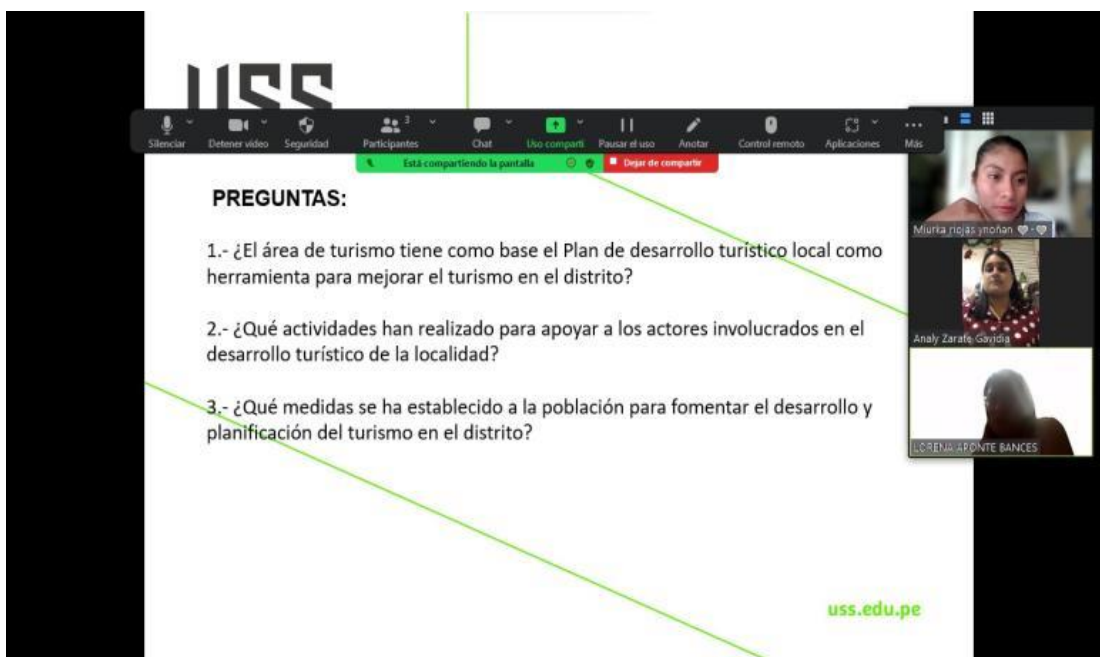 USS
3
Silenciar Detener video Seguridad Participantes Chat Uso comparti Pausar el uso Anotar Control remoto Aplicaciones Más
Está compartiendo la pantalla Dejar de compartir
Miurka riojas ynoñan
Analy Zarate Gavidia
LORENA APONTE BANCES
PREGUNTAS:
1.- ¿El área de turismo tiene como base el Plan de desarrollo turístico local como
herramienta para mejorar el turismo en el distrito?
2.- ¿Qué actividades han realizado para apoyar a los actores involucrados en el
desarrollo turístico de la localidad?
3.- ¿Qué medidas se ha establecido a la población para fomentar el desarrollo y
planificación del turismo en el distrito?
uss.edu.pe